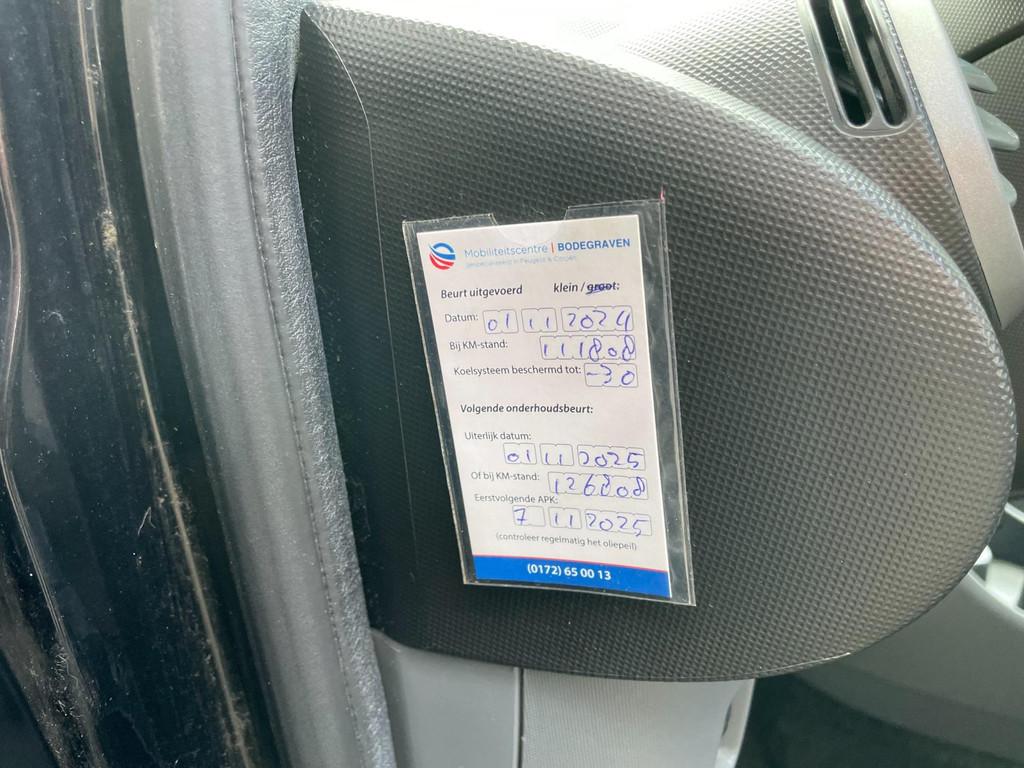 Mobiliteitscentre | BODEGRAVEN
gespecialiseerd in Peugeot & Citroën
Beurt uitgevoerd klein / groot:
Datum: 01 11 2024
Bij KM-stand: 111808
Koelsysteem beschermd tot: -30
Volgende onderhoudsbeurt:
Uiterlijk datum:
01 11 2025
Of bij KM-stand: 126808
Eerstvolgende APK:
7 11 2025
(controleer regelmatig het oliepeil)
(0172) 65 00 13